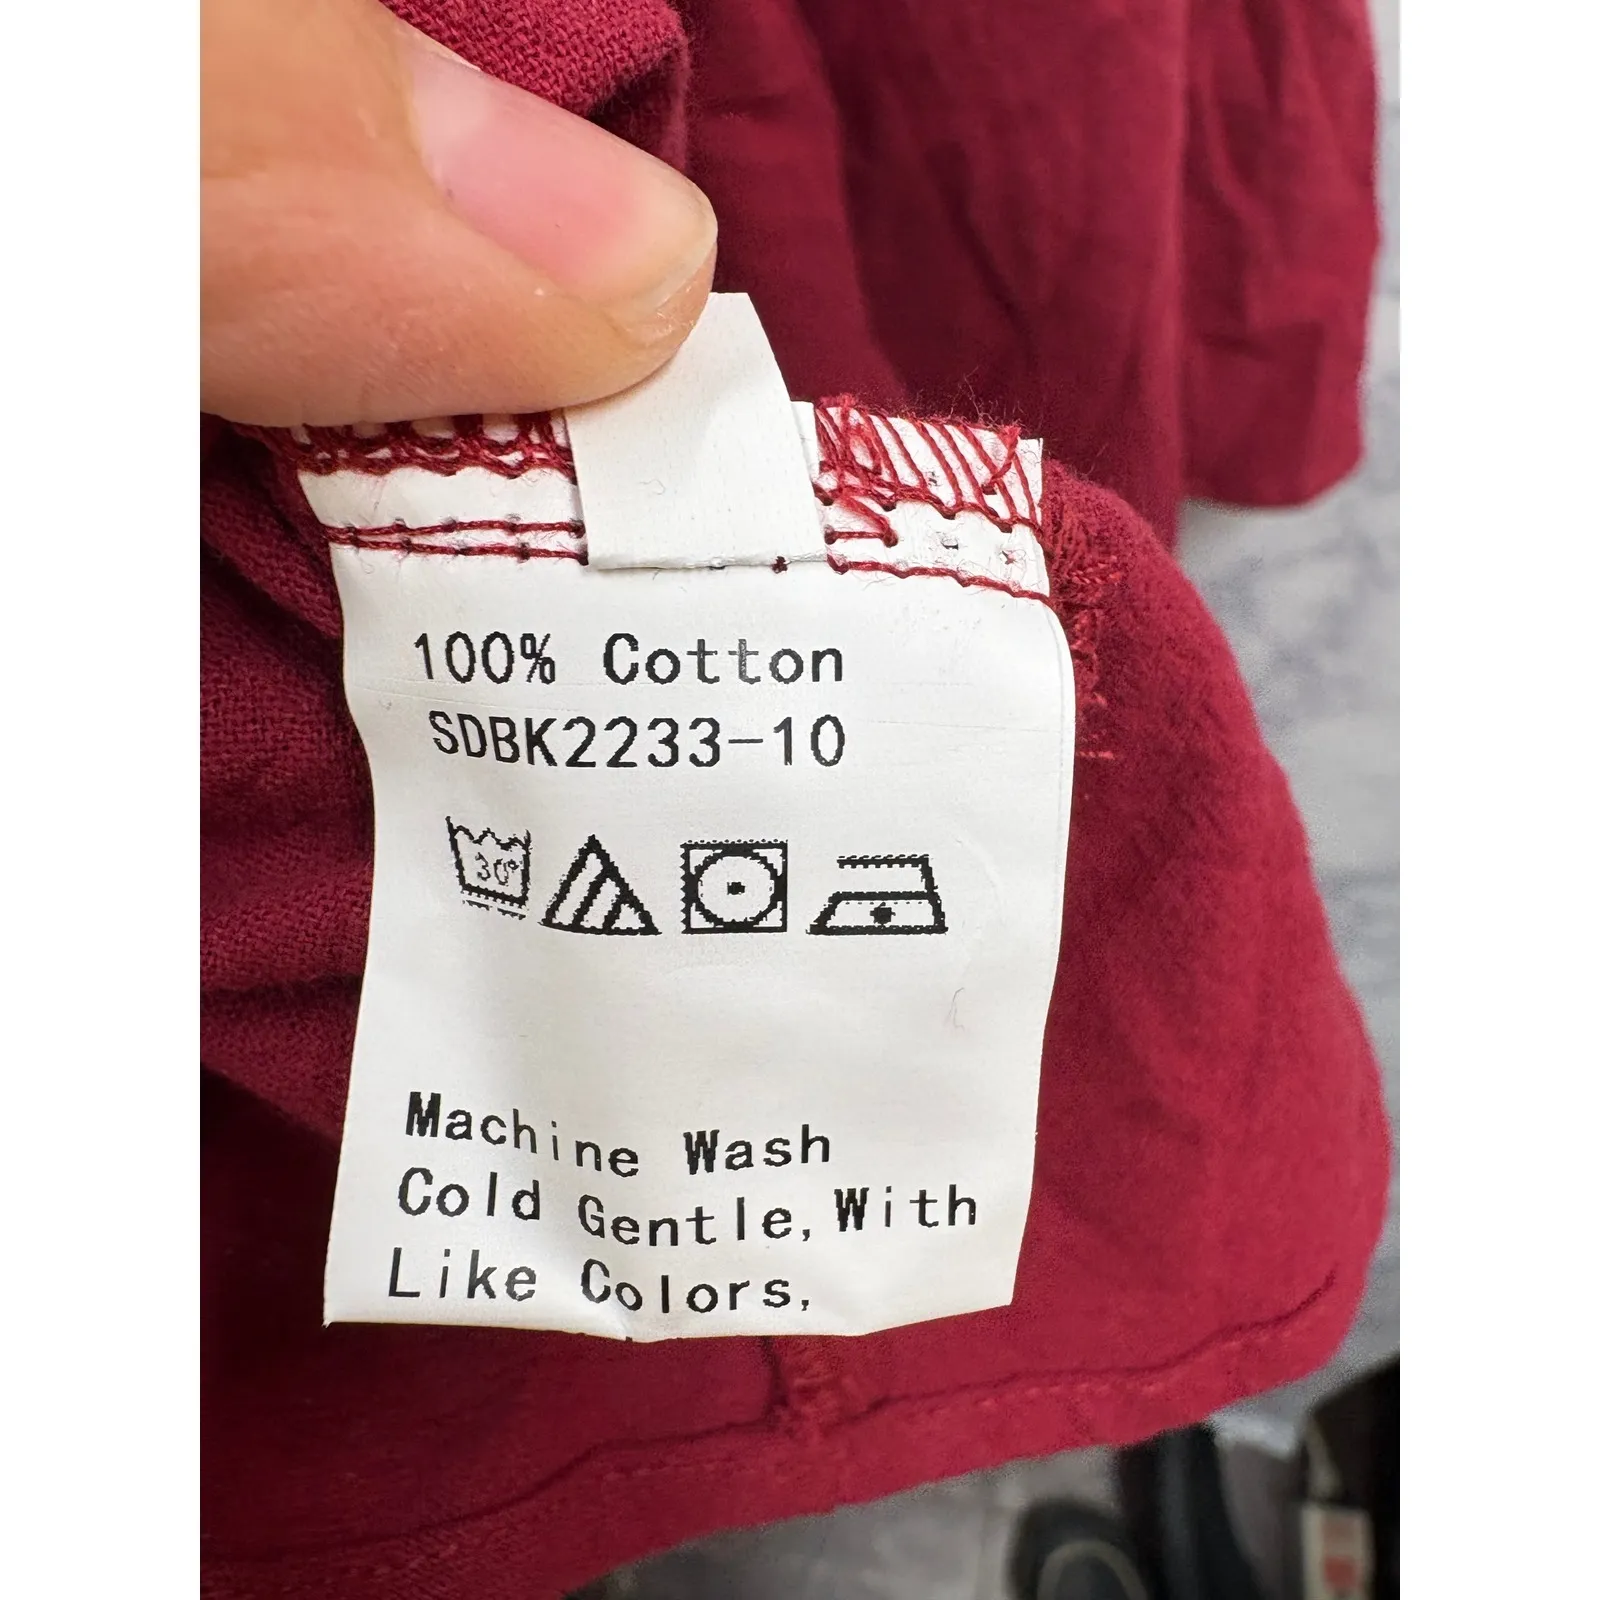 100% Cotton
SDBK2233-10
30°
Machine Wash
Cold Gentle, With
Like Colors,